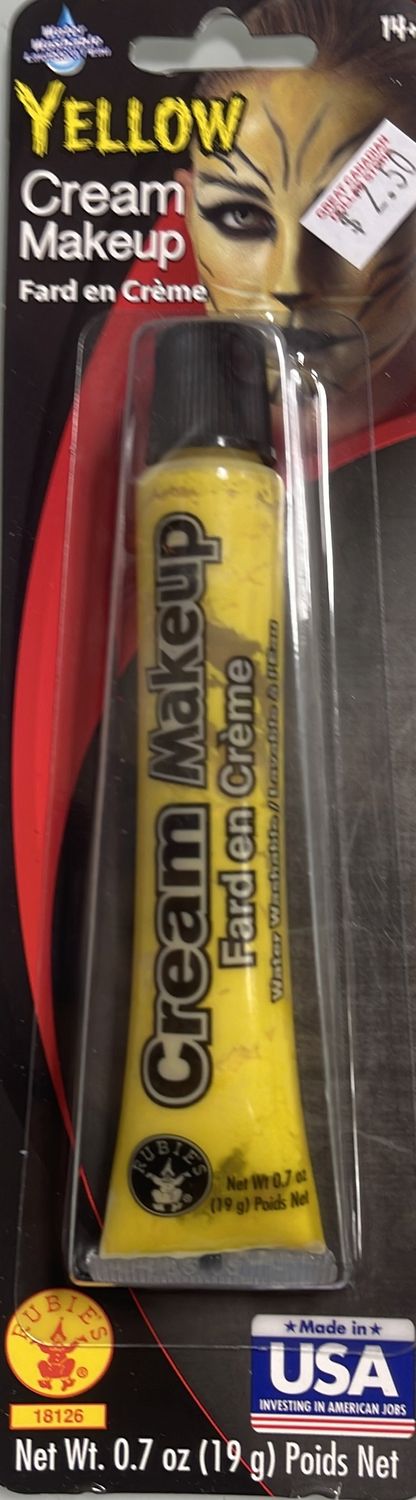 14+
Water
Washable
YELLOW
Cream
Makeup
Fard en Crème
GREAT CANADIAN
$2.50
Cream Makeup
Fard en Crème
Water Washable / Lavable à l'Eau
RUBIE'S
Net Wt 0.7 oz
(19 g) Poids Net
RUBIE'S
®
18126
★Made in★
USA
INVESTING IN AMERICAN JOBS
Net Wt. 0.7 oz (19 g) Poids Net